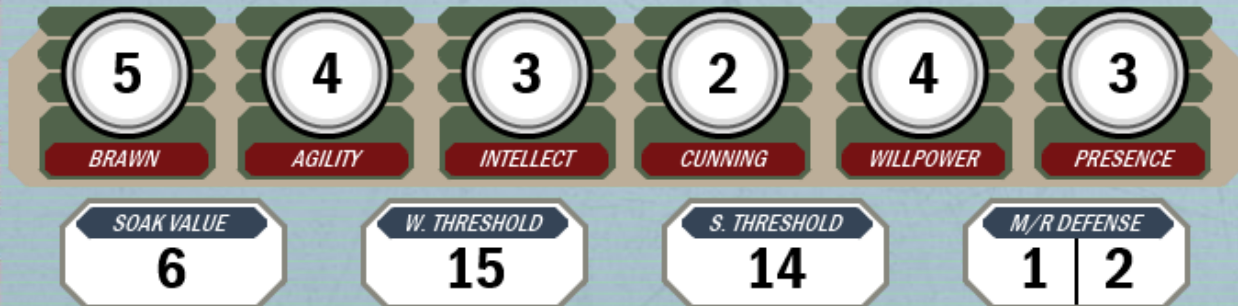 5 4 3 2 4 3
BRAWN AGILITY INTELLECT CUNNING WILLPOWER PRESENCE
SOAK VALUE W. THRESHOLD S. THRESHOLD M/R DEFENSE
6 15 14 1 2